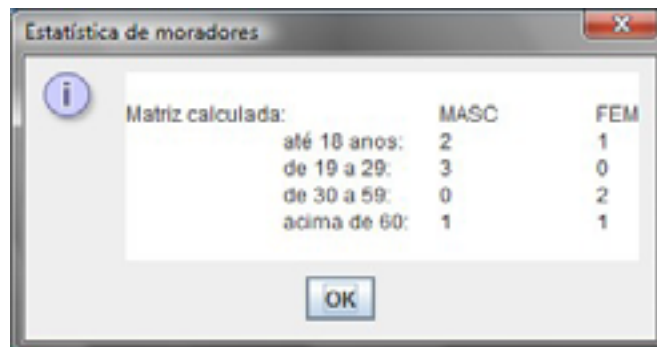 Estatística de moradores
Matriz calculada: MASC FEM
até 18 anos: 2 1
de 19 a 29: 3 0
de 30 a 59: 0 2
acima de 60: 1 1
OK